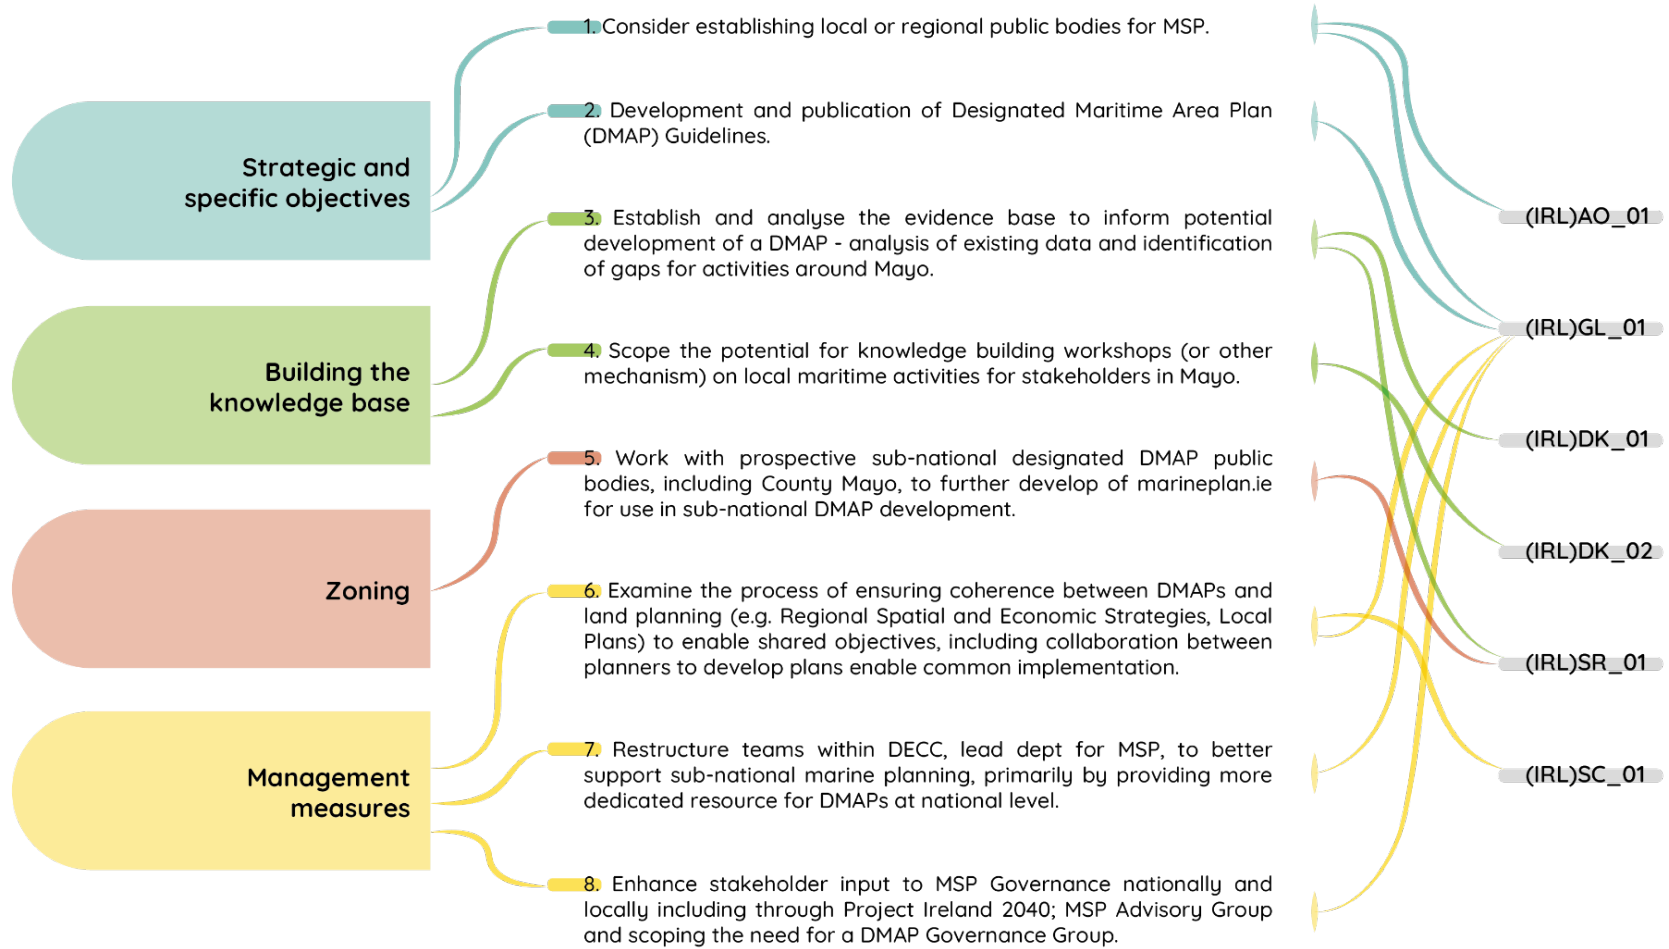 Strategic and
specific objectives
Building the
knowledge base
Zoning
Management
measures
1. Consider establishing local or regional public bodies for MSP.
2. Development and publication of Designated Maritime Area Plan
(DMAP) Guidelines.
3. Establish and analyse the evidence base to inform potential
development of a DMAP - analysis of existing data and identification
of gaps for activities around Mayo.
4. Scope the potential for knowledge building workshops (or other
mechanism) on local maritime activities for stakeholders in Mayo.
5. Work with prospective sub-national designated DMAP public
bodies, including County Mayo, to further develop of marineplan.ie
for use in sub-national DMAP development.
6. Examine the process of ensuring coherence between DMAPs and
land planning (e.g. Regional Spatial and Economic Strategies, Local
Plans) to enable shared objectives, including collaboration between
planners to develop plans enable common implementation.
7. Restructure teams within DECC, lead dept for MSP, to better
support sub-national marine planning, primarily by providing more
dedicated resource for DMAPs at national level.
8. Enhance stakeholder input to MSP Governance nationally and
locally including through Project Ireland 2040; MSP Advisory Group
and scoping the need for a DMAP Governance Group.
(IRL)AO_01
(IRL)GL_01
(IRL)DK_01
(IRL)DK_02
(IRL)SR_01
(IRL)SC_01